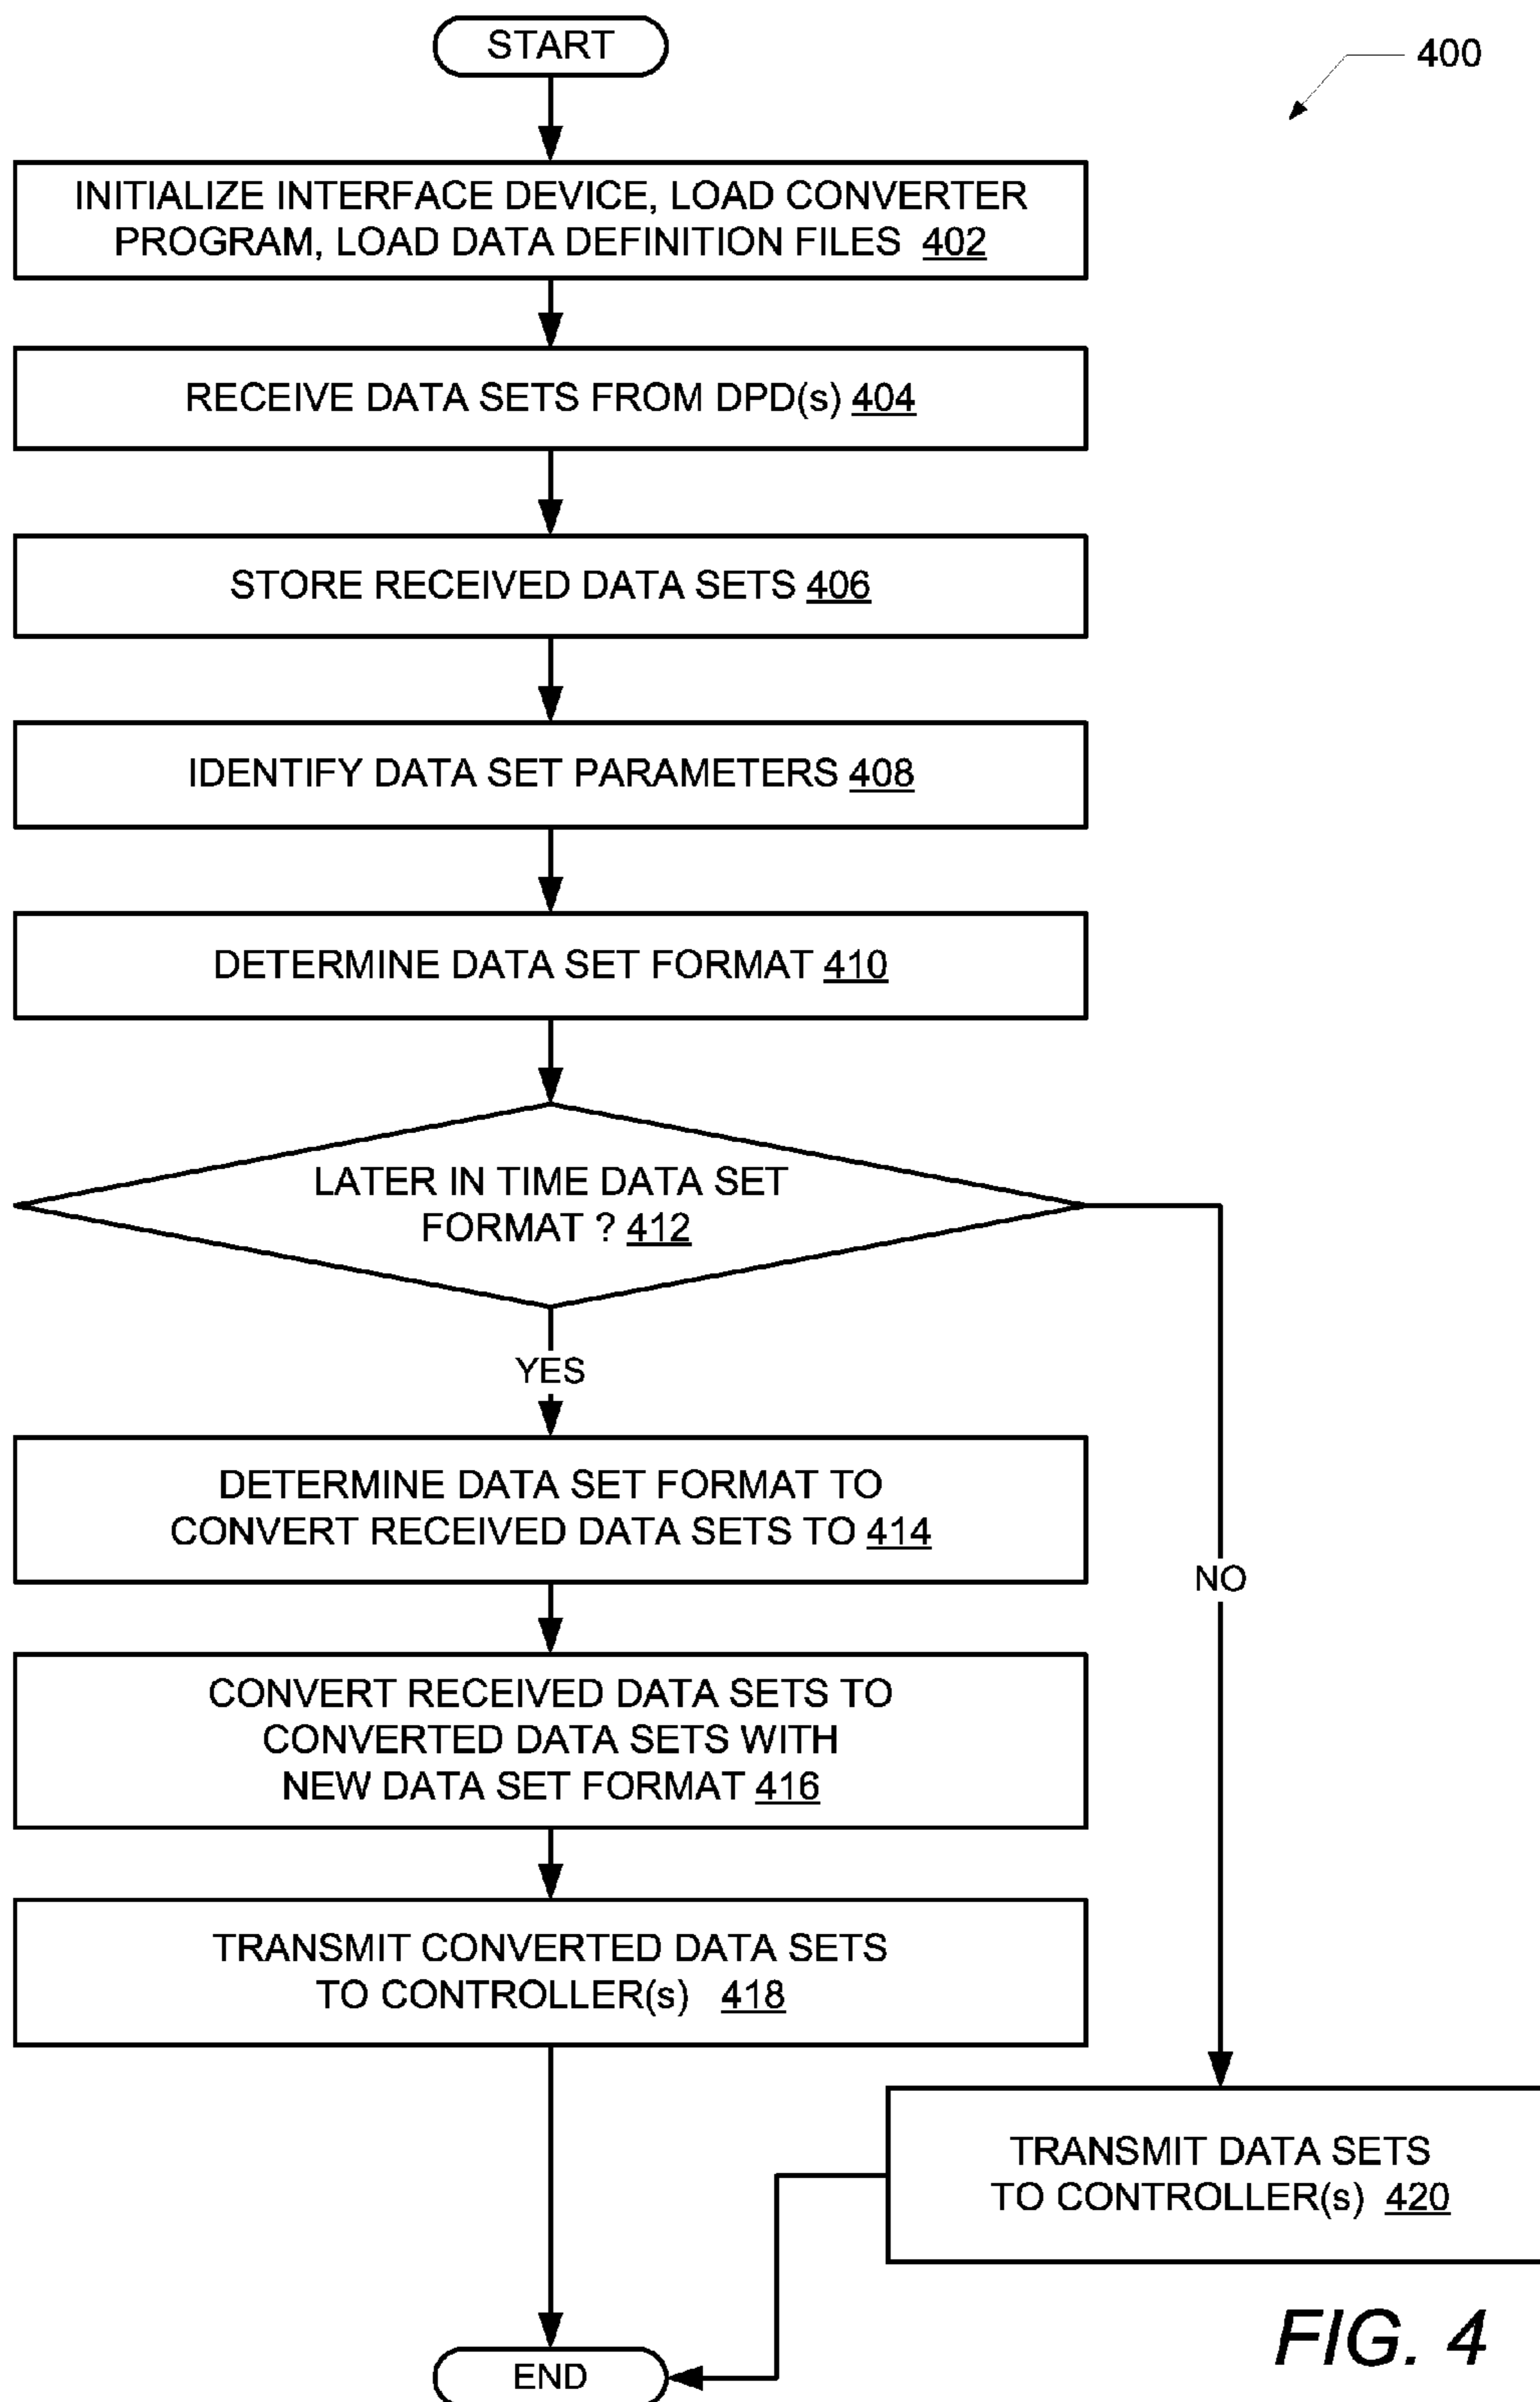 START
400
INITIALIZE INTERFACE DEVICE, LOAD CONVERTER
PROGRAM, LOAD DATA DEFINITION FILES 402
RECEIVE DATA SETS FROM DPD(s) 404
STORE RECEIVED DATA SETS 406
IDENTIFY DATA SET PARAMETERS 408
DETERMINE DATA SET FORMAT 410
LATER IN TIME DATA SET
FORMAT ? 412
YES
DETERMINE DATA SET FORMAT TO
CONVERT RECEIVED DATA SETS TO 414
NO
CONVERT RECEIVED DATA SETS TO
CONVERTED DATA SETS WITH
NEW DATA SET FORMAT 416
TRANSMIT CONVERTED DATA SETS
TO CONTROLLER(s) 418
TRANSMIT DATA SETS
TO CONTROLLER(s) 420
END
FIG. 4